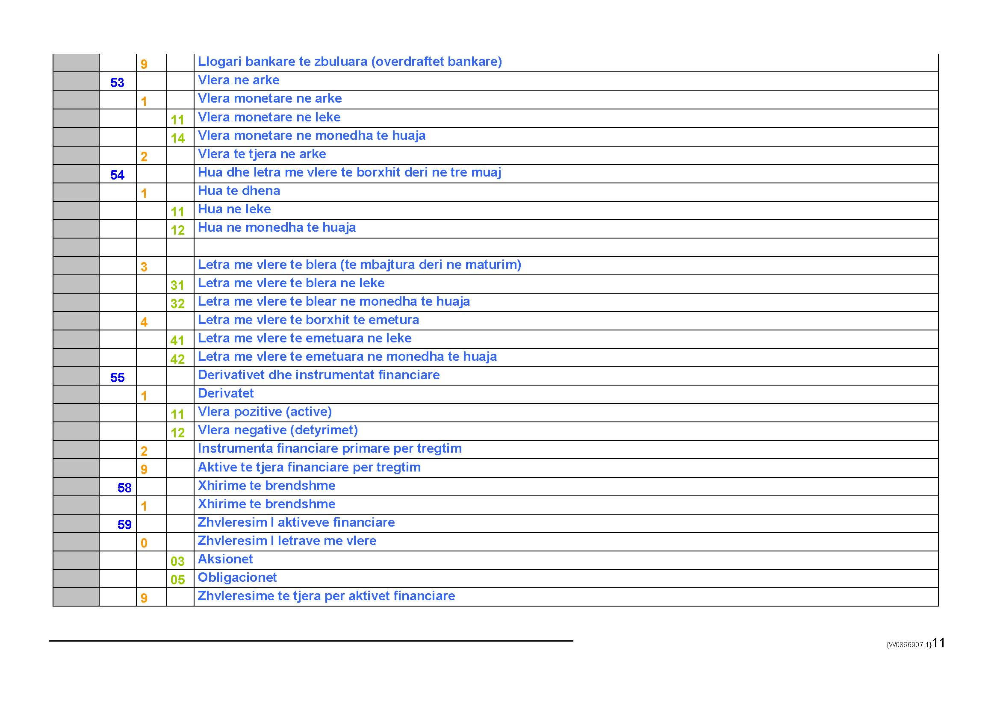 9 Llogari bankare te zbuluara (overdraftet bankare)
53 Vlera ne arke
1 Vlera monetare ne arke
11 Vlera monetare ne leke
14 Vlera monetare ne monedha te huaja
2 Vlera te tjera ne arke
54 Hua dhe letra me vlere te borxhit deri ne tre muaj
1 Hua te dhena
11 Hua ne leke
12 Hua ne monedha te huaja
3 Letra me vlere te blera (te mbajtura deri ne maturim)
31 Letra me vlere te blera ne leke
32 Letra me vlere te blear ne monedha te huaja
4 Letra me vlere te borxhit te emetura
41 Letra me vlere te emetuara ne leke
42 Letra me vlere te emetuara ne monedha te huaja
55 Derivativet dhe instrumentat financiare
1 Derivatet
11 Vlera pozitive (active)
12 Vlera negative (detyrimet)
2 Instrumenta financiare primare per tregtim
9 Aktive te tjera financiare per tregtim
58 Xhirime te brendshme
1 Xhirime te brendshme
59 Zhvleresim I aktiveve financiare
0 Zhvleresim I letrave me vlere
03 Aksionet
05 Obligacionet
9 Zhvleresime te tjera per aktivet financiare
{W0866907.1}11